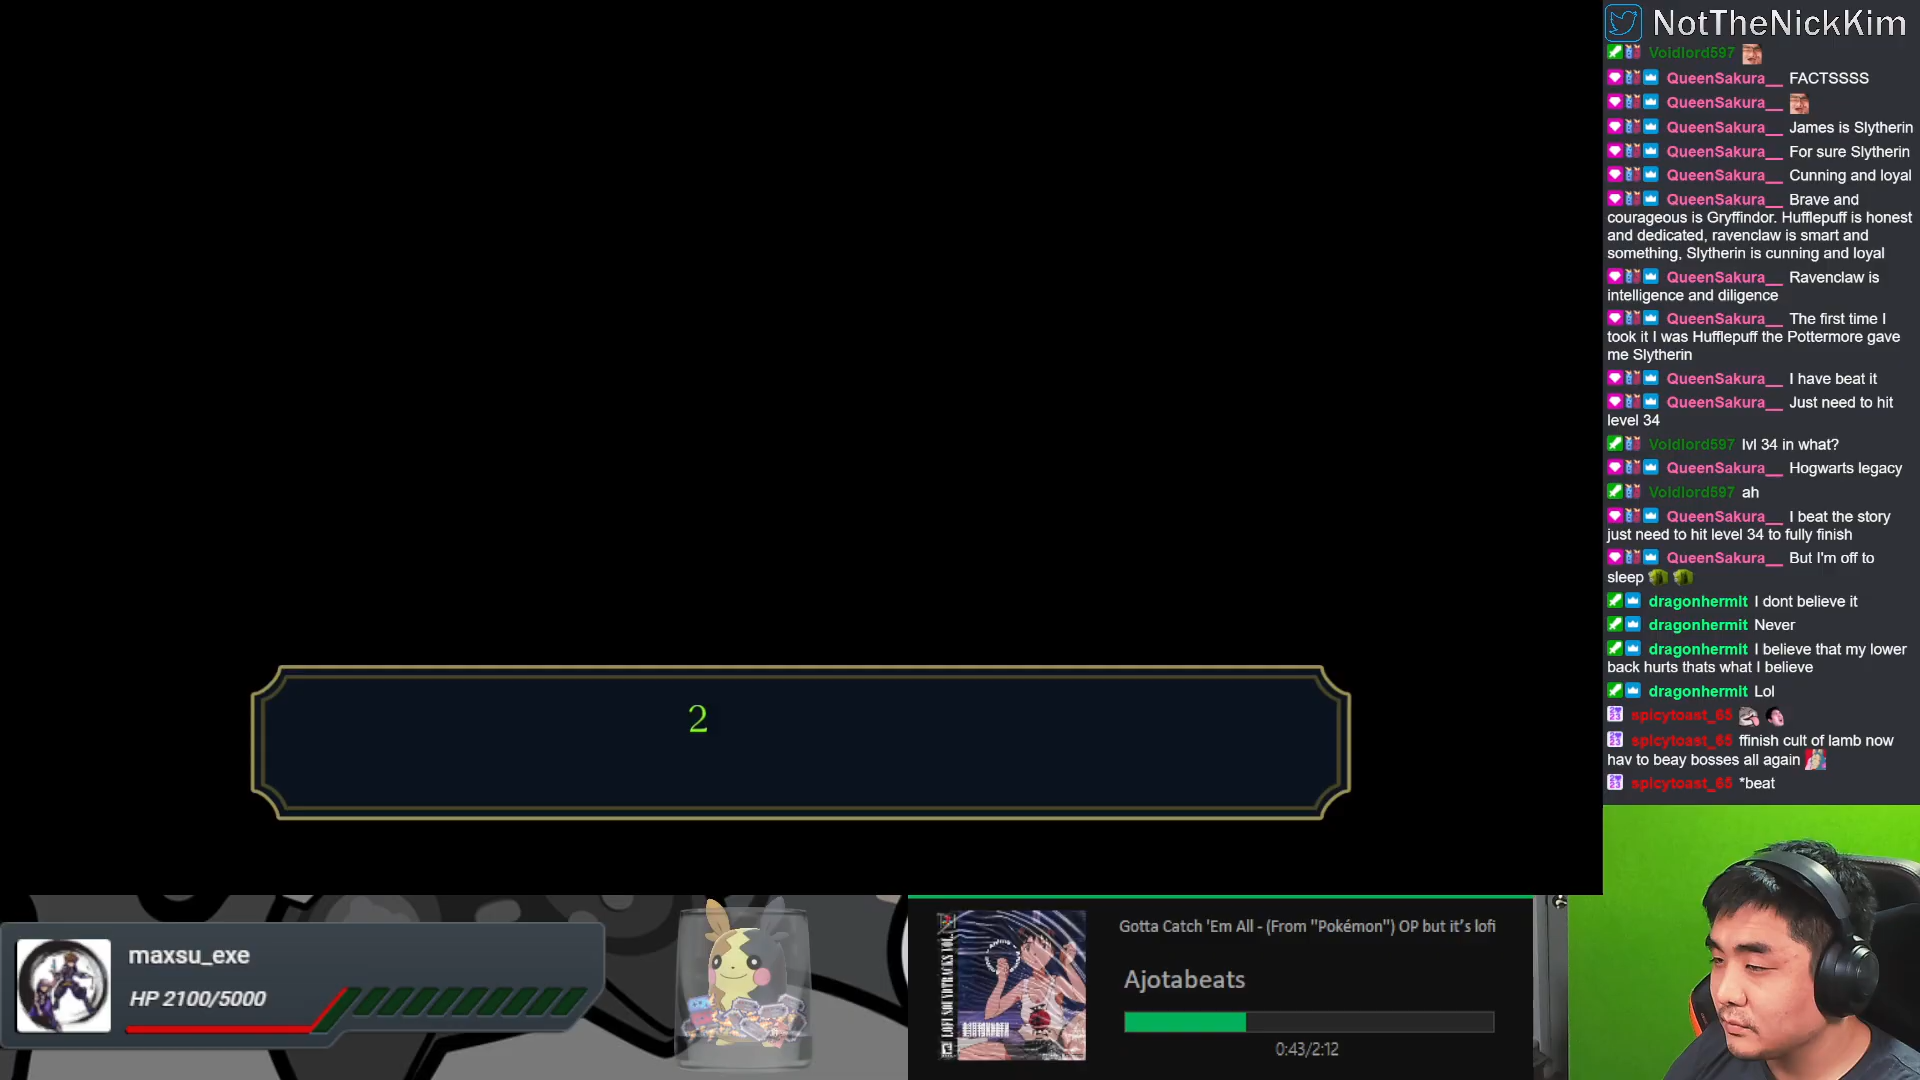 NotTheNickKim
Voidlord597
QueenSakura__ FACTSSSS
QueenSakura__
QueenSakura__ James is Slytherin
QueenSakura__ For sure Slytherin
QueenSakura__ Cunning and loyal
QueenSakura__ Brave and
courageous is Gryffindor. Hufflepuff is honest
and dedicated, ravenclaw is smart and
something, Slytherin is cunning and loyal
QueenSakura__ Ravenclaw is
intelligence and diligence
QueenSakura__ The first time I
took it I was Hufflepuff the Pottermore gave
me Slytherin
QueenSakura__ I have beat it
QueenSakura__ Just need to hit
level 34
Voidlord597 lvl 34 in what?
QueenSakura__ Hogwarts legacy
Voidlord597 ah
QueenSakura__ I beat the story
just need to hit level 34 to fully finish
QueenSakura__ But I'm off to
sleep
dragonhermit I dont believe it
dragonhermit Never
dragonhermit I believe that my lower
back hurts thats what I believe
dragonhermit Lol
spicytoast_65
spicytoast_65 ffinish cult of lamb now
hav to beay bosses all again
spicytoast_65 *beat
2
maxsu_exe
HP 2100/5000
LOFI SOUNDTRACKS VOL.
Gotta Catch 'Em All - (From "Pokémon") OP but it's lofi
Ajotabeats
0:43/2:12